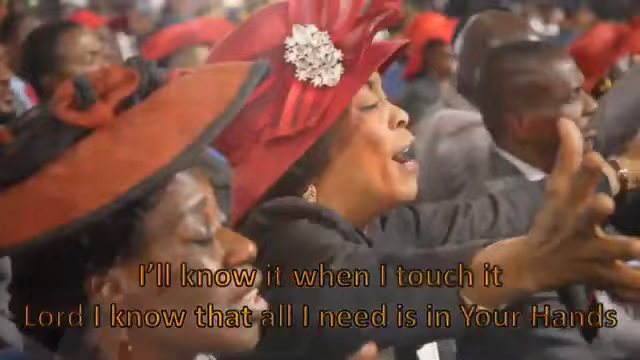 I'll know it when I touch it
Lord I know that all I need is in Your Hands